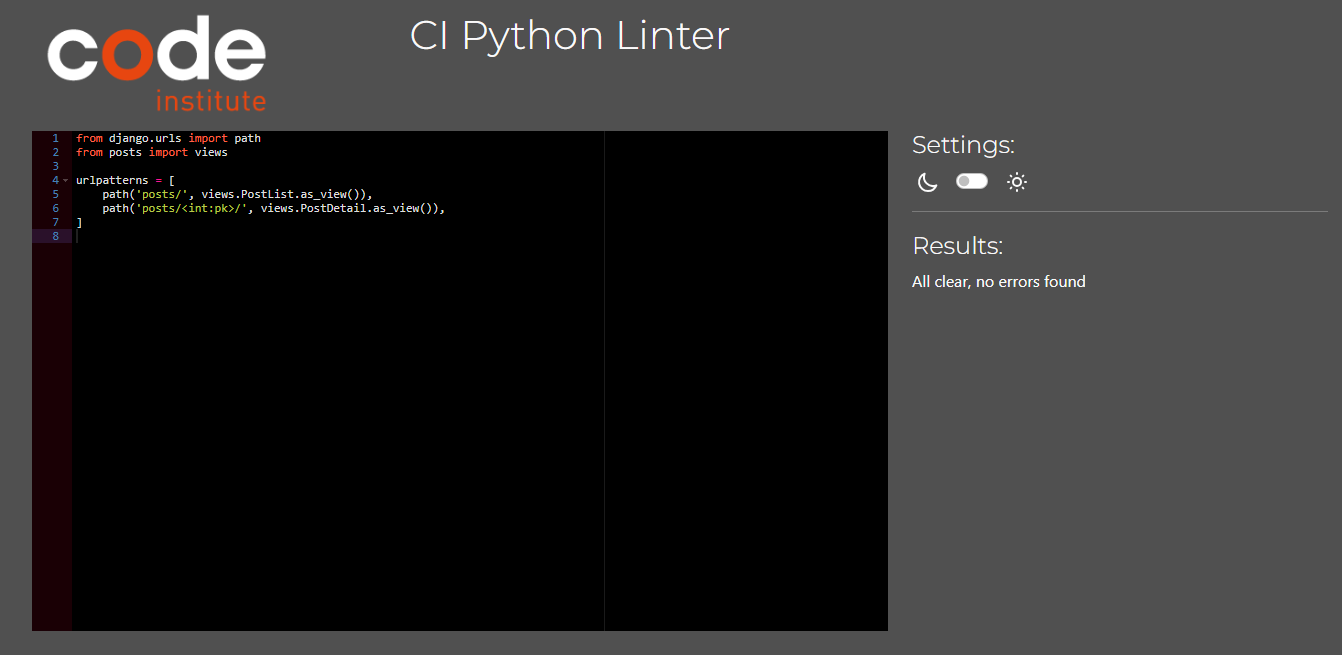 code
institute
CI Python Linter
1 from django.urls import path
2 from posts import views
3
4 urlpatterns = [
5     path('posts/', views.PostList.as_view()),
6     path('posts/<int:pk>/', views.PostDetail.as_view()),
7 ]
8
Settings:
Results:
All clear, no errors found